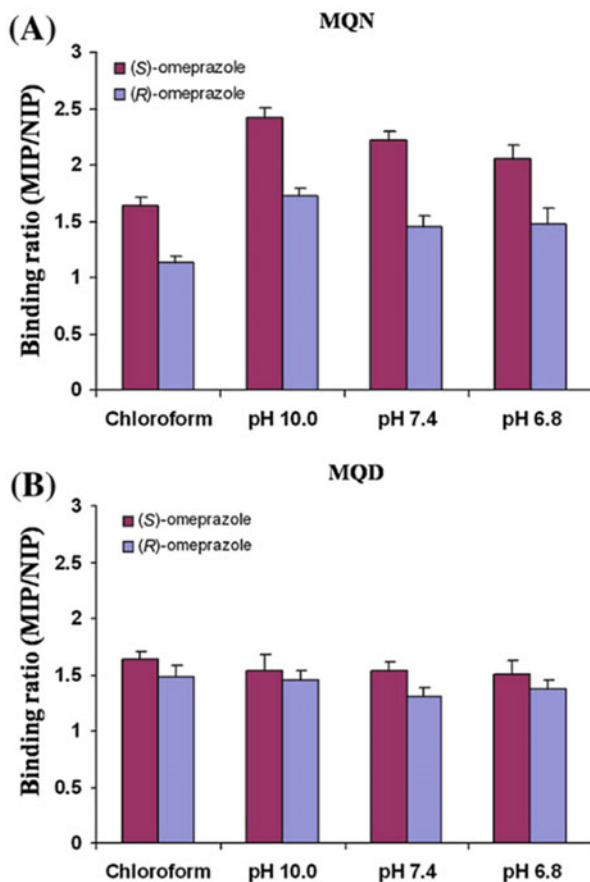 (A)
MQN
Binding ratio (MIP/NIP)
3
2.5
2
1.5
1
0.5
0
(S)-omeprazole
(R)-omeprazole
Chloroform pH 10.0 pH 7.4 pH 6.8
(B)
MQD
Binding ratio (MIP/NIP)
3
2.5
2
1.5
1
0.5
0
(S)-omeprazole
(R)-omeprazole
Chloroform pH 10.0 pH 7.4 pH 6.8